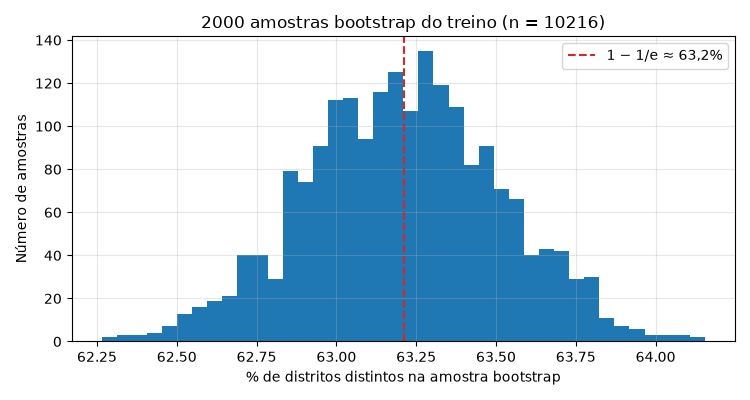 2000 amostras bootstrap do treino (n = 10216)
1 − 1/e ≈ 63,2%
Número de amostras
140
120
100
80
60
40
20
0
62.25 62.50 62.75 63.00 63.25 63.50 63.75 64.00
% de distritos distintos na amostra bootstrap